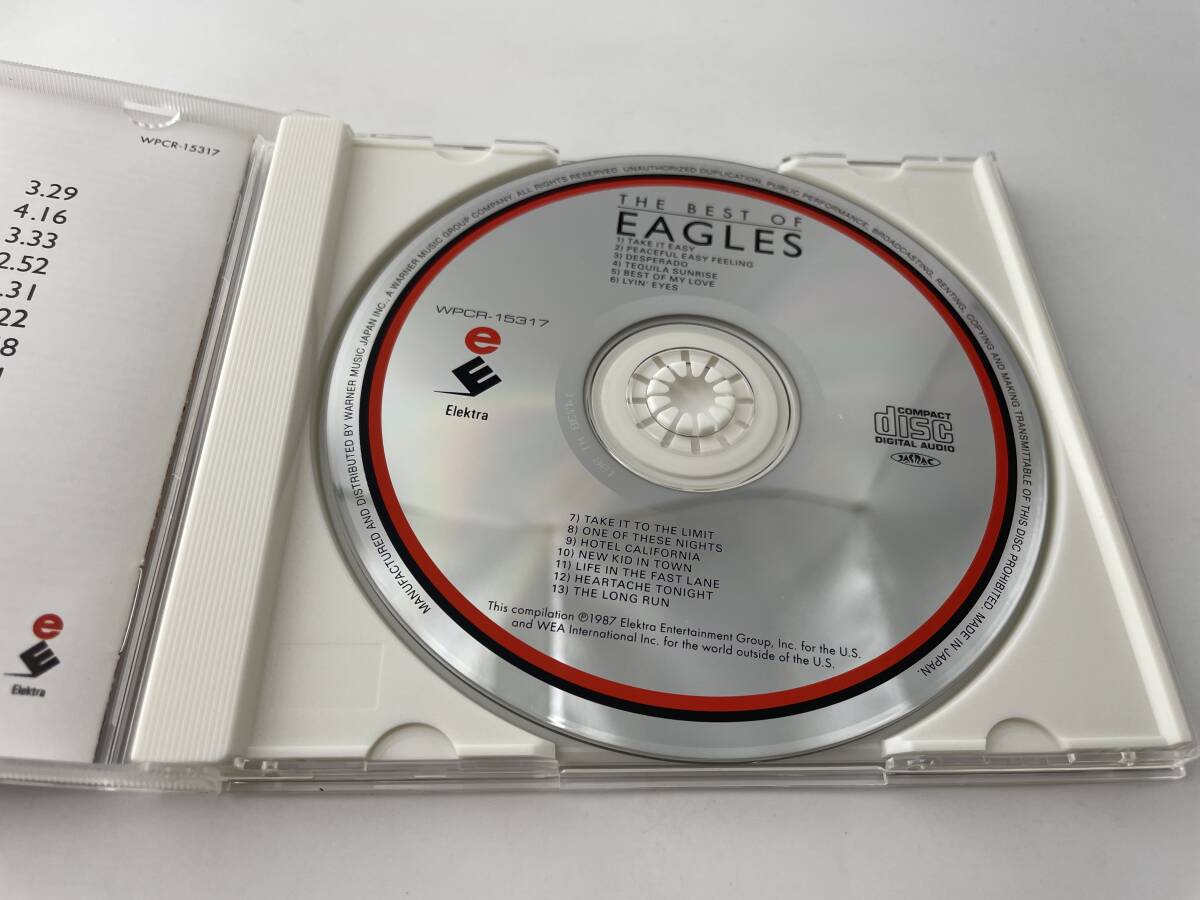 WPCR-15317
3.29
4.16
3.33
2.52
.31
22
8
e
E
Elektra
THE BEST OF
EAGLES
1) TAKE IT EASY
2) PEACEFUL EASY FEELING
3) DESPERADO
4) TEQUILA SUNRISE
5) BEST OF MY LOVE
6) LYIN' EYES
WPCR-15317
e
E
Elektra
COMPACT
disc
DIGITAL AUDIO
JASRAC
7) TAKE IT TO THE LIMIT
8) ONE OF THESE NIGHTS
9) HOTEL CALIFORNIA
10) NEW KID IN TOWN
11) LIFE IN THE FAST LANE
12) HEARTACHE TONIGHT
13) THE LONG RUN
This compilation ℗1987 Elektra Entertainment Group, Inc. for the U.S.
and WEA International Inc. for the world outside of the U.S.
MANUFACTURED AND DISTRIBUTED BY WARNER MUSIC JAPAN INC., A WARNER MUSIC GROUP COMPANY. ALL RIGHTS RESERVED. UNAUTHORIZED DUPLICATION, PUBLIC PERFORMANCE, BROADCASTING, RENTING, COPYING AND MAKING TRANSMITTABLE OF THIS DISC PROHIBITED. MADE IN JAPAN.